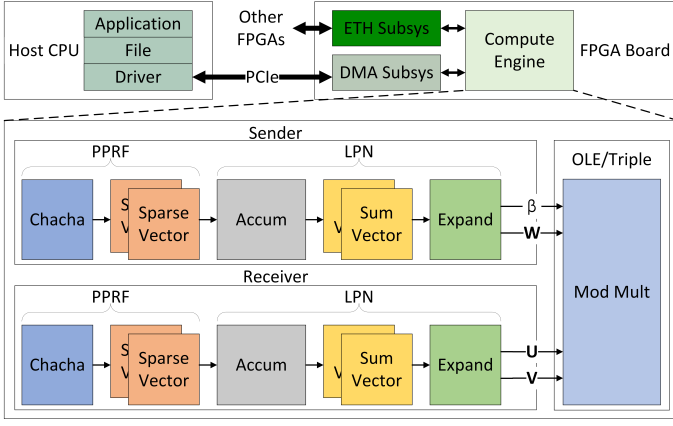 Host CPU
Application
File
Driver
PCIe
Other
FPGAs
ETH Subsys
DMA Subsys
Compute
Engine
FPGA Board
Sender
PPRF
LPN
Chacha
S
V
Sparse
Vector
Accum
V
Sum
Vector
Expand
β
W
OLE/Triple
Mod Mult
Receiver
PPRF
LPN
Chacha
S
V
Sparse
Vector
Accum
V
Sum
Vector
Expand
U
V